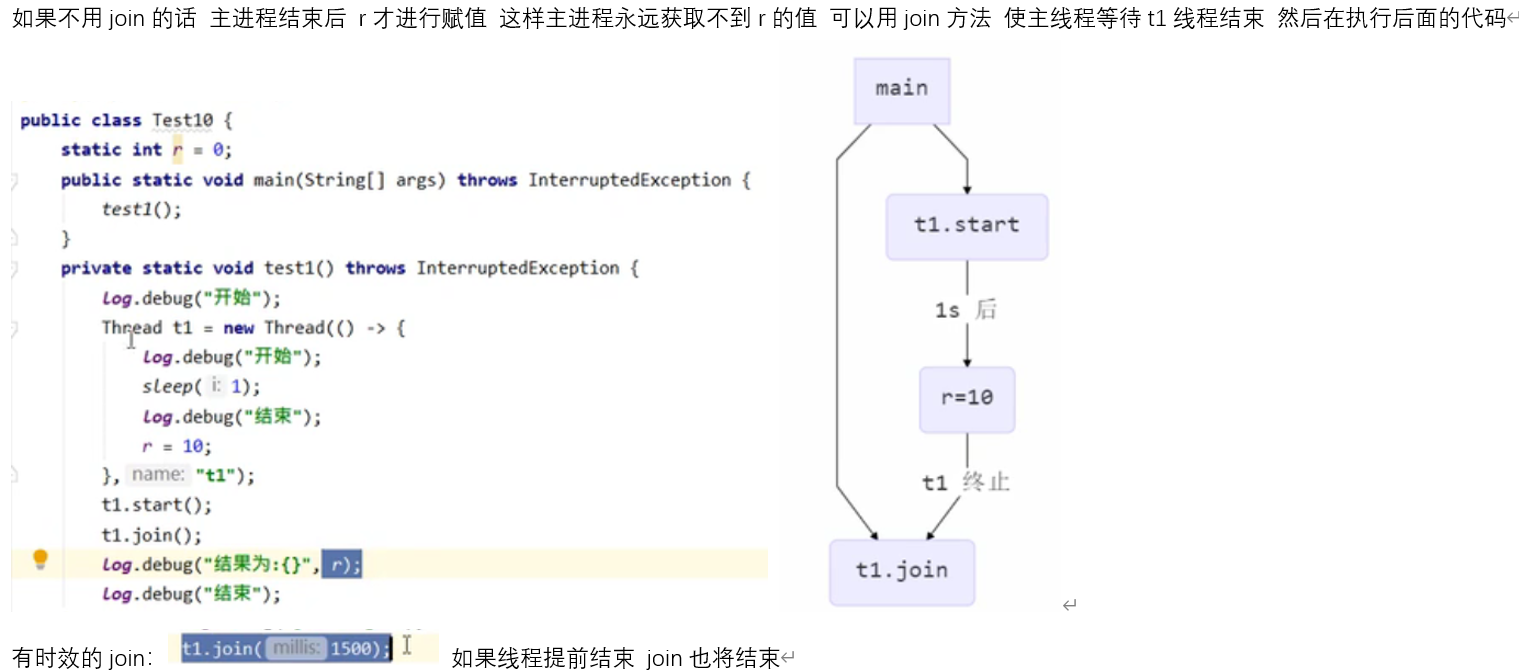 如果不用 join 的话 主进程结束后 r 才进行赋值 这样主进程永远获取不到 r 的值 可以用 join 方法 使主线程等待 t1 线程结束 然后在执行后面的代码↵
public class Test10 {
static int r = 0;
public static void main(String[] args) throws InterruptedException {
test1();
}
private static void test1() throws InterruptedException {
Log.debug("开始");
Thread t1 = new Thread(() -> {
Log.debug("开始");
sleep( i: 1);
Log.debug("结束");
r = 10;
}, name: "t1");
t1.start();
t1.join();
Log.debug("结果为:{}", r);
Log.debug("结束");
main
t1.start
1s 后
r=10
t1 终止
t1.join
↵
有时效的 join： t1.join( millis: 1500); 如果线程提前结束 join 也将结束↵